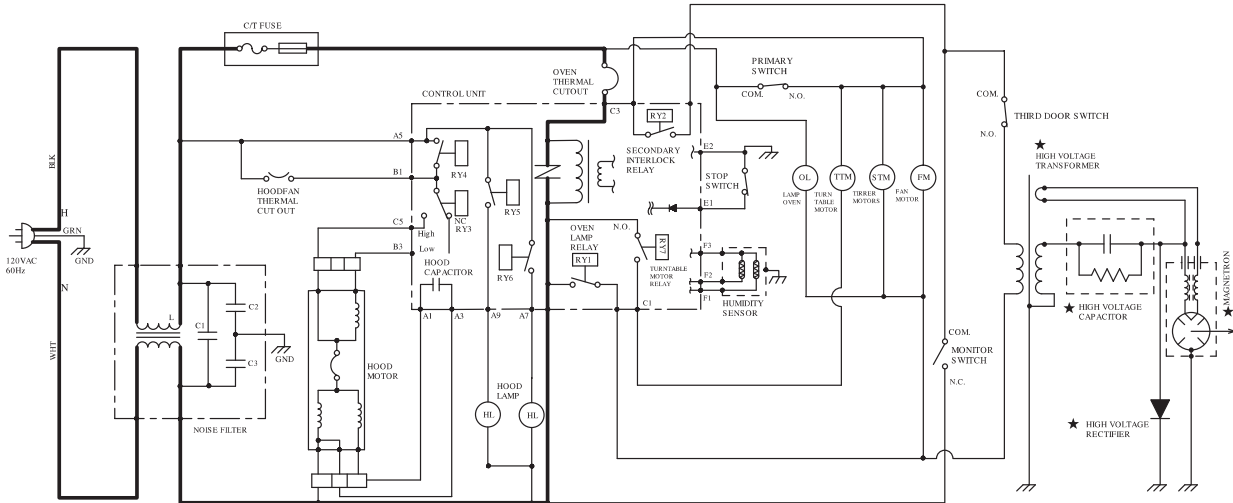 C/T FUSE
OVEN
THERMAL
CUTOUT
C3
CONTROL UNIT
PRIMARY
SWITCH
COM.
N.O.
COM.
THIRD DOOR SWITCH
N.O.
RY2
SECONDARY
INTERLOCK
RELAY
E2
STOP
SWITCH
E1
A5
B1
RY4
NC
RY3
HOODFAN
THERMAL
CUT OUT
C5
High
B3
Low
HOOD
CAPACITOR
RY5
RY6
OVEN
LAMP
RELAY
RY1
N.O.
RY7
TURNTABLE
MOTOR
RELAY
F3
F2
F1
HUMIDITY
SENSOR
OL
LAMP
OVEN
TTM
TURN
TABLE
MOTOR
STM
TIRRER
MOTORS
FM
FAN
MOTOR
★
HIGH VOLTAGE
TRANSFORMER
BLK
H
GRN
GND
120VAC
60Hz
N
WHT
L
C1
C2
C3
GND
NOISE FILTER
HOOD
MOTOR
A1
A3
A9
A7
C1
HOOD
LAMP
HL
HL
COM.
MONITOR
SWITCH
N.C.
★ HIGH VOLTAGE
CAPACITOR
★ MAGNETRON
★ HIGH VOLTAGE
RECTIFIER